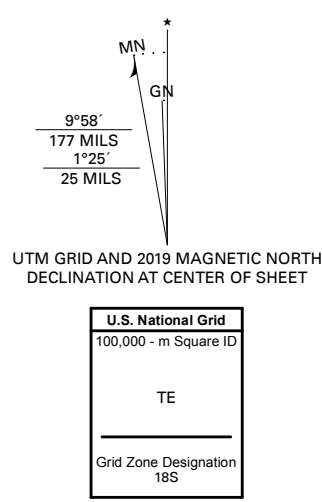 ★
MN
GN
9°58´
177 MILS
1°25´
25 MILS
UTM GRID AND 2019 MAGNETIC NORTH
DECLINATION AT CENTER OF SHEET
U.S. National Grid
100,000 - m Square ID
TE
Grid Zone Designation
18S